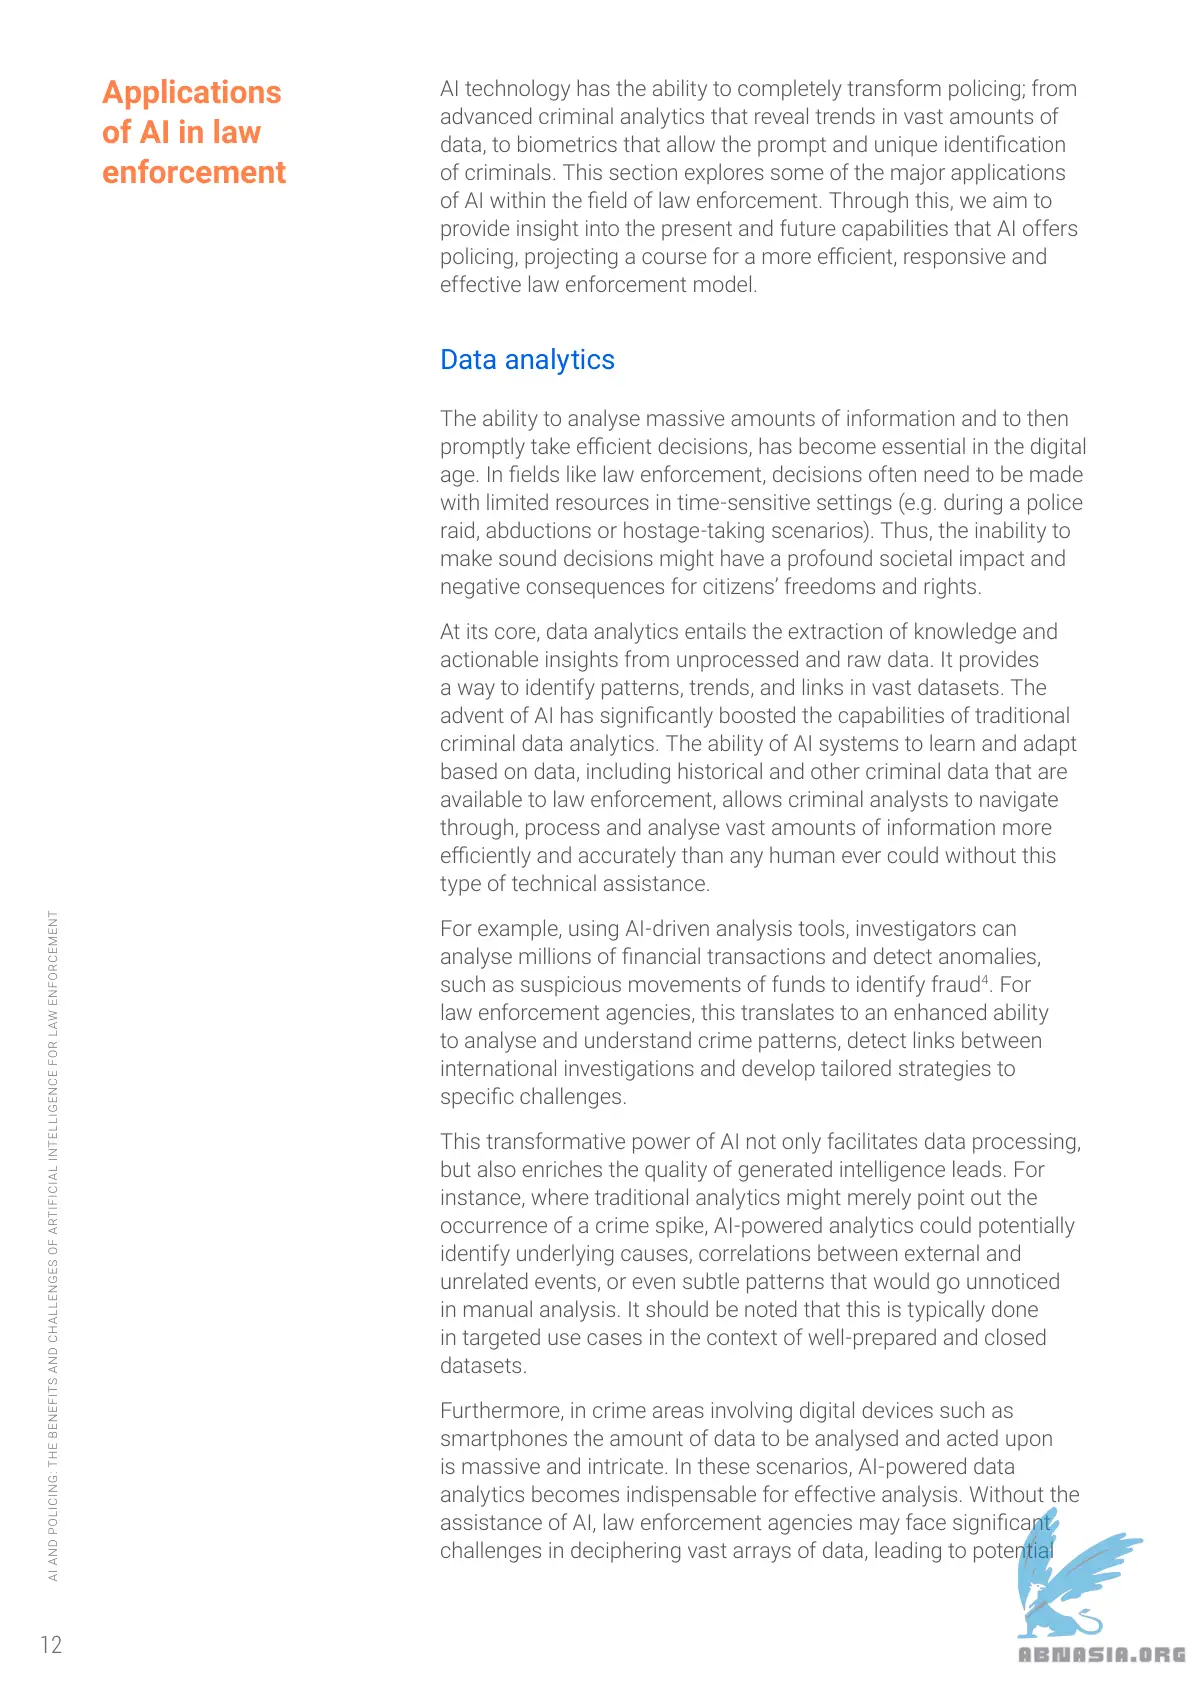 Applications
of AI in law
enforcement
AI technology has the ability to completely transform policing; from
advanced criminal analytics that reveal trends in vast amounts of
data, to biometrics that allow the prompt and unique identification
of criminals. This section explores some of the major applications
of AI within the field of law enforcement. Through this, we aim to
provide insight into the present and future capabilities that AI offers
policing, projecting a course for a more efficient, responsive and
effective law enforcement model.
Data analytics
The ability to analyse massive amounts of information and to then
promptly take efficient decisions, has become essential in the digital
age. In fields like law enforcement, decisions often need to be made
with limited resources in time-sensitive settings (e.g. during a police
raid, abductions or hostage-taking scenarios). Thus, the inability to
make sound decisions might have a profound societal impact and
negative consequences for citizens’ freedoms and rights.
At its core, data analytics entails the extraction of knowledge and
actionable insights from unprocessed and raw data. It provides
a way to identify patterns, trends, and links in vast datasets. The
advent of AI has significantly boosted the capabilities of traditional
criminal data analytics. The ability of AI systems to learn and adapt
based on data, including historical and other criminal data that are
available to law enforcement, allows criminal analysts to navigate
through, process and analyse vast amounts of information more
efficiently and accurately than any human ever could without this
type of technical assistance.
For example, using AI-driven analysis tools, investigators can
analyse millions of financial transactions and detect anomalies,
such as suspicious movements of funds to identify fraud⁴. For
law enforcement agencies, this translates to an enhanced ability
to analyse and understand crime patterns, detect links between
international investigations and develop tailored strategies to
specific challenges.
This transformative power of AI not only facilitates data processing,
but also enriches the quality of generated intelligence leads. For
instance, where traditional analytics might merely point out the
occurrence of a crime spike, AI-powered analytics could potentially
identify underlying causes, correlations between external and
unrelated events, or even subtle patterns that would go unnoticed
in manual analysis. It should be noted that this is typically done
in targeted use cases in the context of well-prepared and closed
datasets.
Furthermore, in crime areas involving digital devices such as
smartphones the amount of data to be analysed and acted upon
is massive and intricate. In these scenarios, AI-powered data
analytics becomes indispensable for effective analysis. Without the
assistance of AI, law enforcement agencies may face significant
challenges in deciphering vast arrays of data, leading to potential
AI AND POLICING: THE BENEFITS AND CHALLENGES OF ARTIFICIAL INTELLIGENCE FOR LAW ENFORCEMENT
12
ABNASIA.ORG